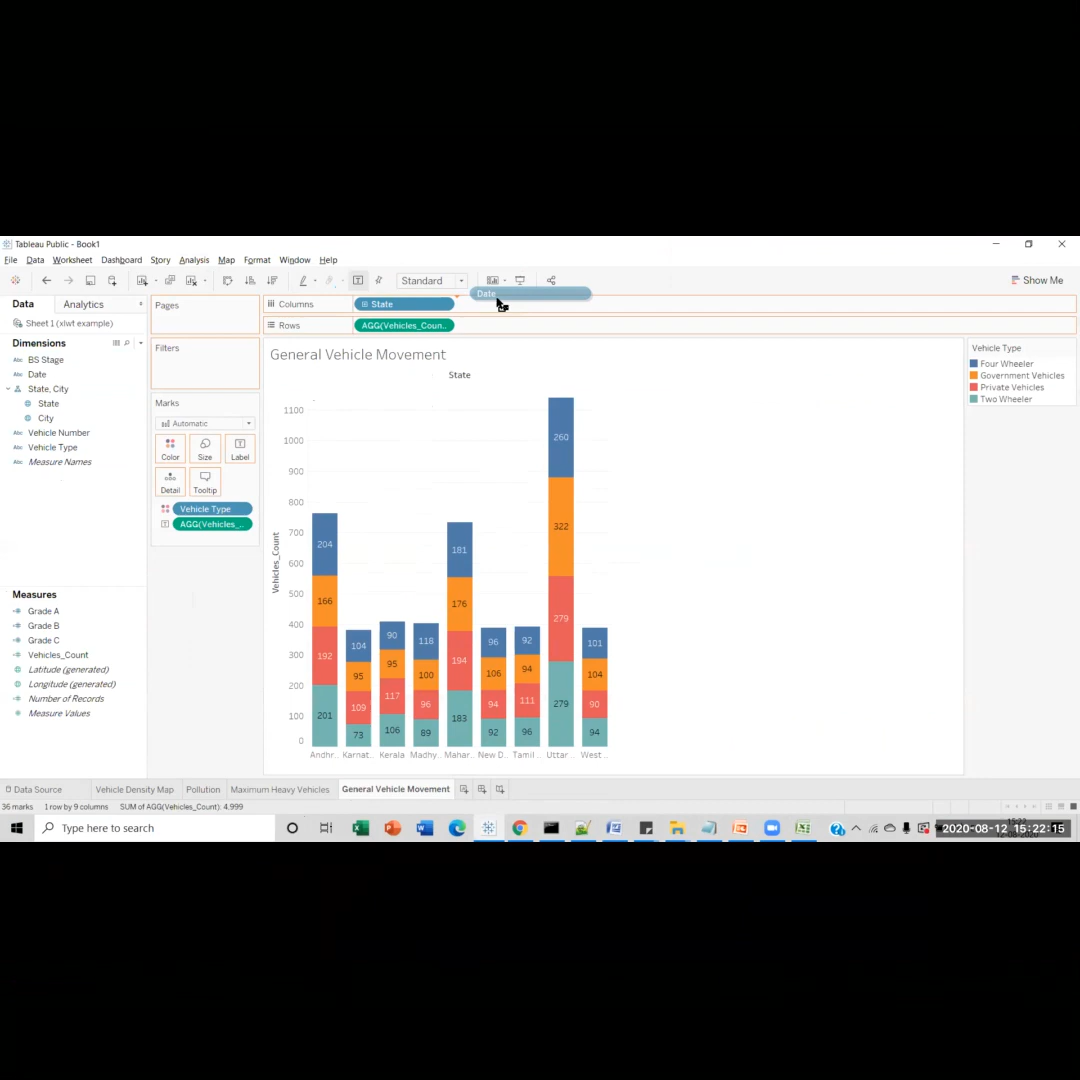 Tableau Public - Book1
File Data Worksheet Dashboard Story Analysis Map Format Window Help
Standard
Show Me
Data Analytics
Pages
Columns State Date
Sheet 1 (xlwt example)
Rows AGG(Vehicles_Coun..
Dimensions
Filters
General Vehicle Movement
Vehicle Type
Abc BS Stage
Abc Date
State, City
State
City
Abc Vehicle Number
Abc Vehicle Type
Abc Measure Names
Four Wheeler
Government Vehicles
Private Vehicles
Two Wheeler
Marks
Automatic
Color Size Label
Detail Tooltip
Vehicle Type
AGG(Vehicles_..
State
Vehicles_Count
1100
1000
900
800
700
600
500
400
300
200
100
0
204 166 192 201
104 95 109 73
90 95 117 106
118 100 96 89
181 176 194 183
96 106 94 92
92 94 111 96
260 322 279 279
101 104 90 94
Andhr.. Karnat.. Kerala Madhy.. Mahar.. New D.. Tamil .. Uttar .. West ..
Measures
Grade A
Grade B
Grade C
Vehicles_Count
Latitude (generated)
Longitude (generated)
Number of Records
Measure Values
Data Source Vehicle Density Map Pollution Maximum Heavy Vehicles General Vehicle Movement
36 marks 1 row by 9 columns SUM of AGG(Vehicles_Count): 4,999
Type here to search
2020-08-12 15:22:15